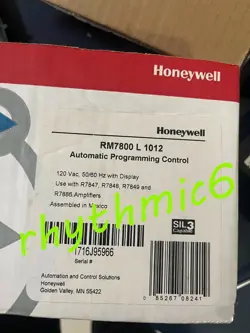 Honeywell
Honeywell
RM7800 L 1012
Automatic Programming Control
120 Vac, 50/60 Hz with Display
Use with R7847, R7848, R7849 and
R7886 Amplifiers
Assembled in Mexico
rhythmic6
1716J95966
Serial #
Automation and Control Solutions
Honeywell
Golden Valley, MN 55422
SIL 3
Capable
0 85267 08241